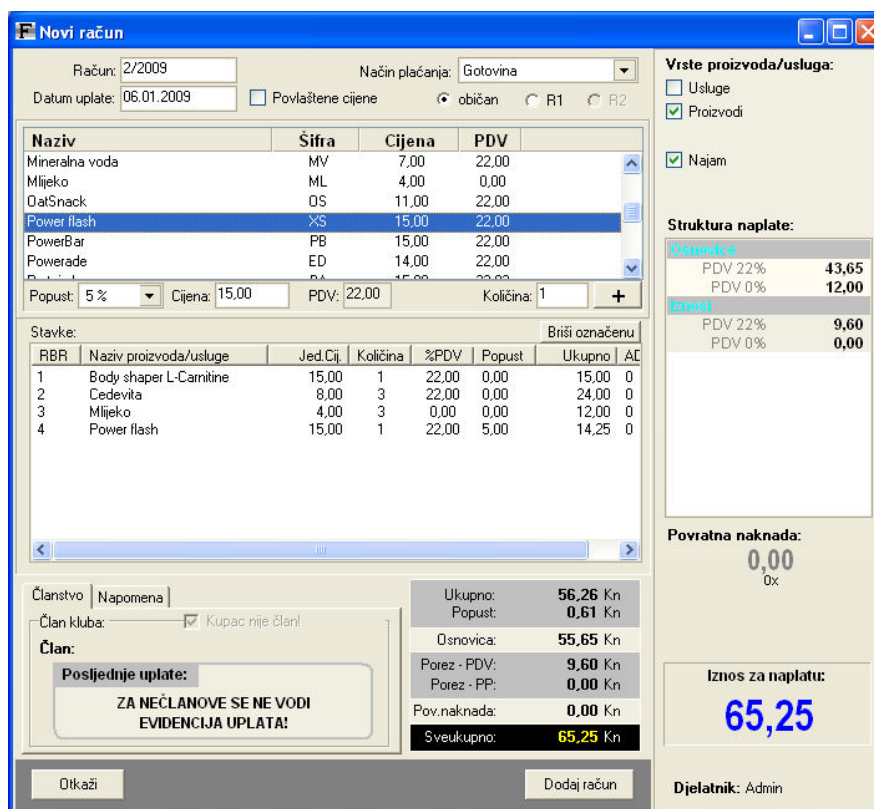 F Novi račun
Račun: 2/2009
Način plaćanja: Gotovina
Datum uplate: 06.01.2009
Povlaštene cijene
običan R1 R2
Naziv Šifra Cijena PDV
Mineralna voda MV 7,00 22,00
Mlijeko ML 4,00 0,00
OatSnack OS 11,00 22,00
Power flash XS 15,00 22,00
PowerBar PB 15,00 22,00
Powerade ED 14,00 22,00
Popust: 5 % Cijena: 15,00 PDV: 22,00 Količina: 1 +
Stavke: Briši označenu
RBR Naziv proizvoda/usluge Jed.Cij. Količina %PDV Popust Ukupno
1 Body shaper L-Carnitine 15,00 1 22,00 0,00 15,00 0
2 Cedevita 8,00 3 22,00 0,00 24,00 0
3 Mlijeko 4,00 3 0,00 0,00 12,00 0
4 Power flash 15,00 1 22,00 5,00 14,25 0
Članstvo Napomena
Član kluba: Kupac nije član!
Član:
Posljednje uplate:
ZA NEČLANOVE SE NE VODI
EVIDENCIJA UPLATA!
Ukupno: 56,26 Kn
Popust: 0,61 Kn
Osnovica: 55,65 Kn
Porez - PDV: 9,60 Kn
Porez - PP: 0,00 Kn
Pov.naknada: 0,00 Kn
Sveukupno: 65,25 Kn
Otkaži Dodaj račun
Vrste proizvoda/usluga:
Usluge
Proizvodi
Najam
Struktura naplate:
Osnovice
PDV 22% 43,65
PDV 0% 12,00
Iznosi
PDV 22% 9,60
PDV 0% 0,00
Povratna naknada:
0,00
0x
Iznos za naplatu:
65,25
Djelatnik: Admin